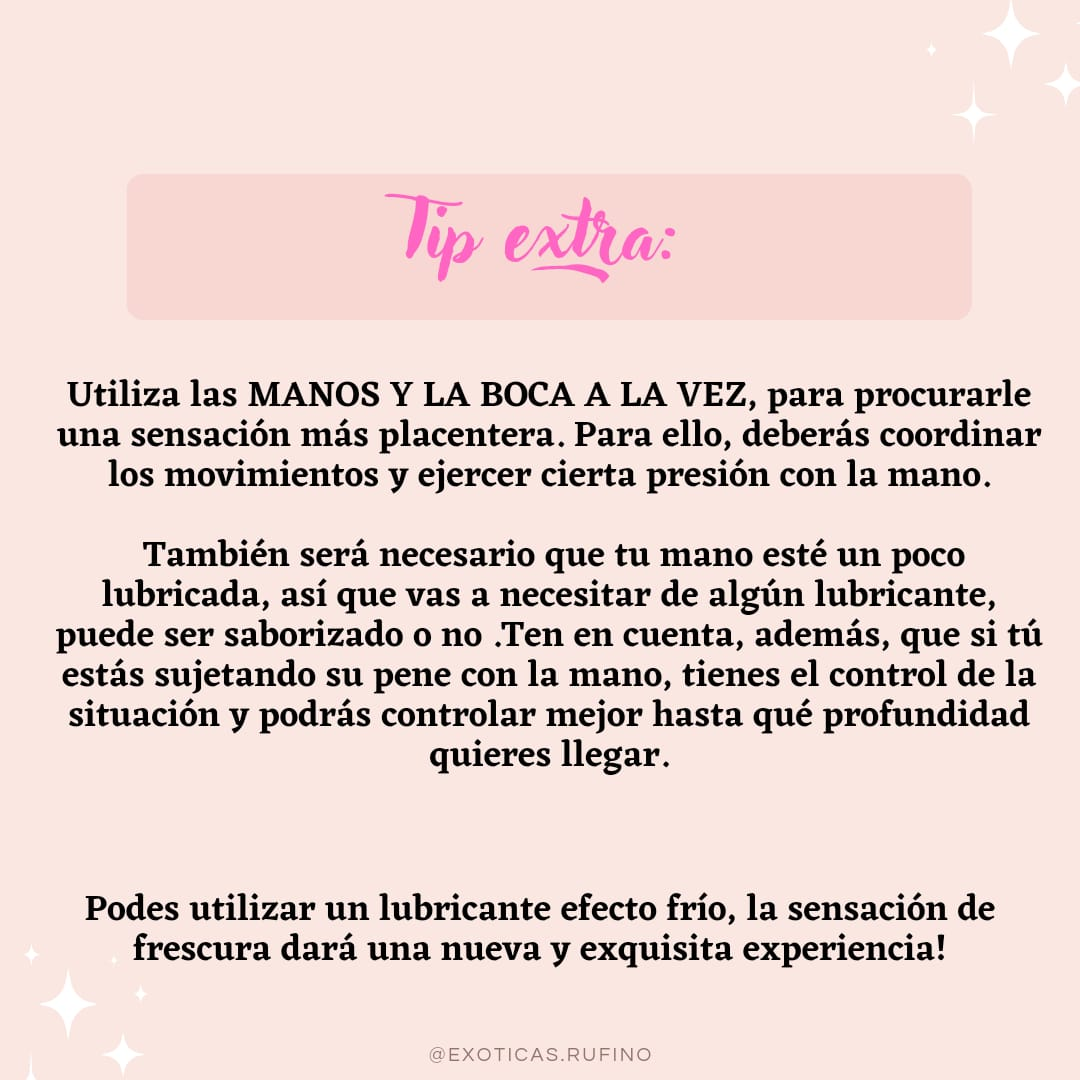 Tip extra:
Utiliza las MANOS Y LA BOCA A LA VEZ, para procurarle
una sensación más placentera. Para ello, deberás coordinar
los movimientos y ejercer cierta presión con la mano.
También será necesario que tu mano esté un poco
lubricada, así que vas a necesitar de algún lubricante,
puede ser saborizado o no .Ten en cuenta, además, que si tú
estás sujetando su pene con la mano, tienes el control de la
situación y podrás controlar mejor hasta qué profundidad
quieres llegar.
Podes utilizar un lubricante efecto frío, la sensación de
frescura dará una nueva y exquisita experiencia!
@EXOTICAS.RUFINO